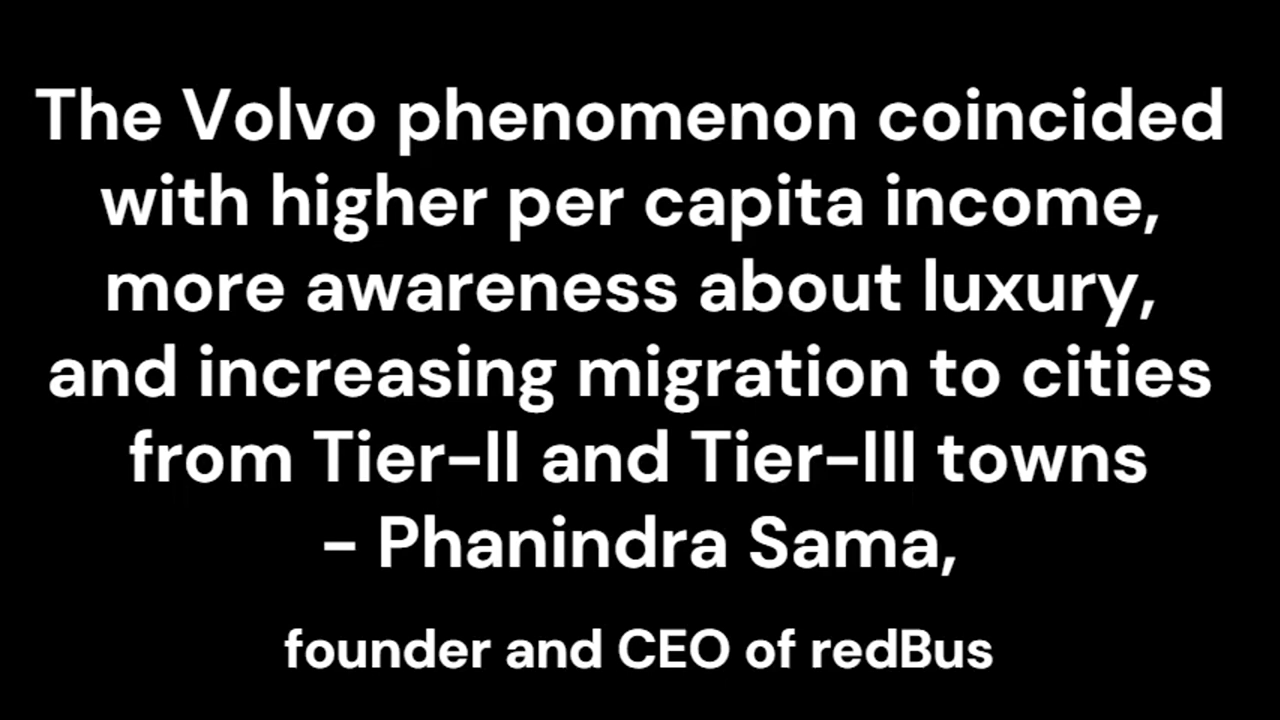 The Volvo phenomenon coincided
with higher per capita income,
more awareness about luxury,
and increasing migration to cities
from Tier-II and Tier-III towns
- Phanindra Sama,
founder and CEO of redBus